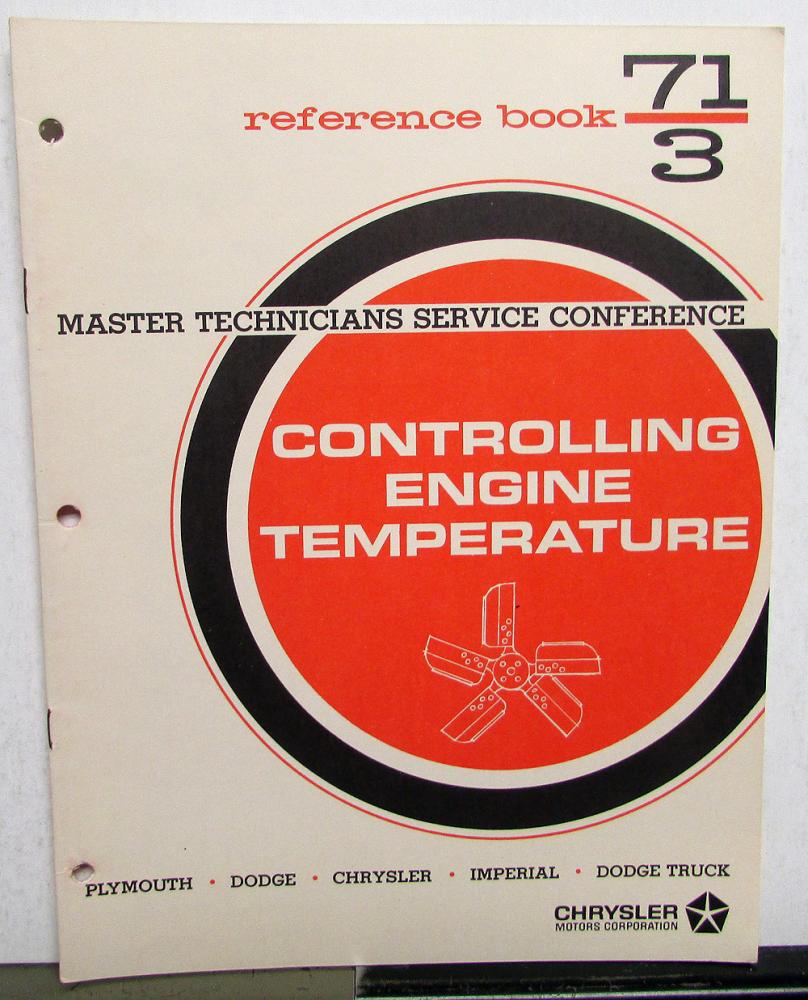 71
reference book
3
MASTER TECHNICIANS SERVICE CONFERENCE
CONTROLLING
ENGINE
TEMPERATURE
PLYMOUTH • DODGE • CHRYSLER • IMPERIAL • DODGE TRUCK
CHRYSLER
MOTORS CORPORATION